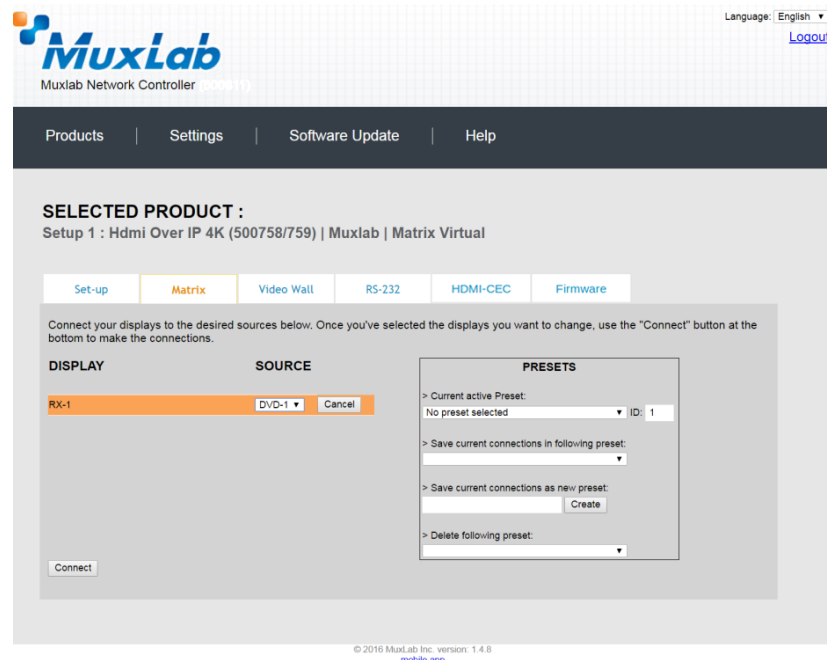 Language: English
Logout
MuxLab
Muxlab Network Controller
Products | Settings | Software Update | Help
SELECTED PRODUCT :
Setup 1 : Hdmi Over IP 4K (500758/759) | Muxlab | Matrix Virtual
Set-up Matrix Video Wall RS-232 HDMI-CEC Firmware
Connect your displays to the desired sources below. Once you've selected the displays you want to change, use the "Connect" button at the
bottom to make the connections.
DISPLAY SOURCE PRESETS
RX-1 DVD-1 Cancel
> Current active Preset:
No preset selected ID: 1
> Save current connections in following preset:
> Save current connections as new preset:
Create
> Delete following preset:
Connect
© 2016 MuxLab Inc. version: 1.4.8
mobile app